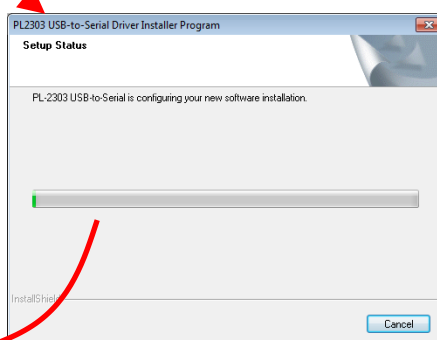 PL2303 USB-to-Serial Driver Installer Program
Setup Status
PL-2303 USB-to-Serial is configuring your new software installation.
InstallShield
Cancel